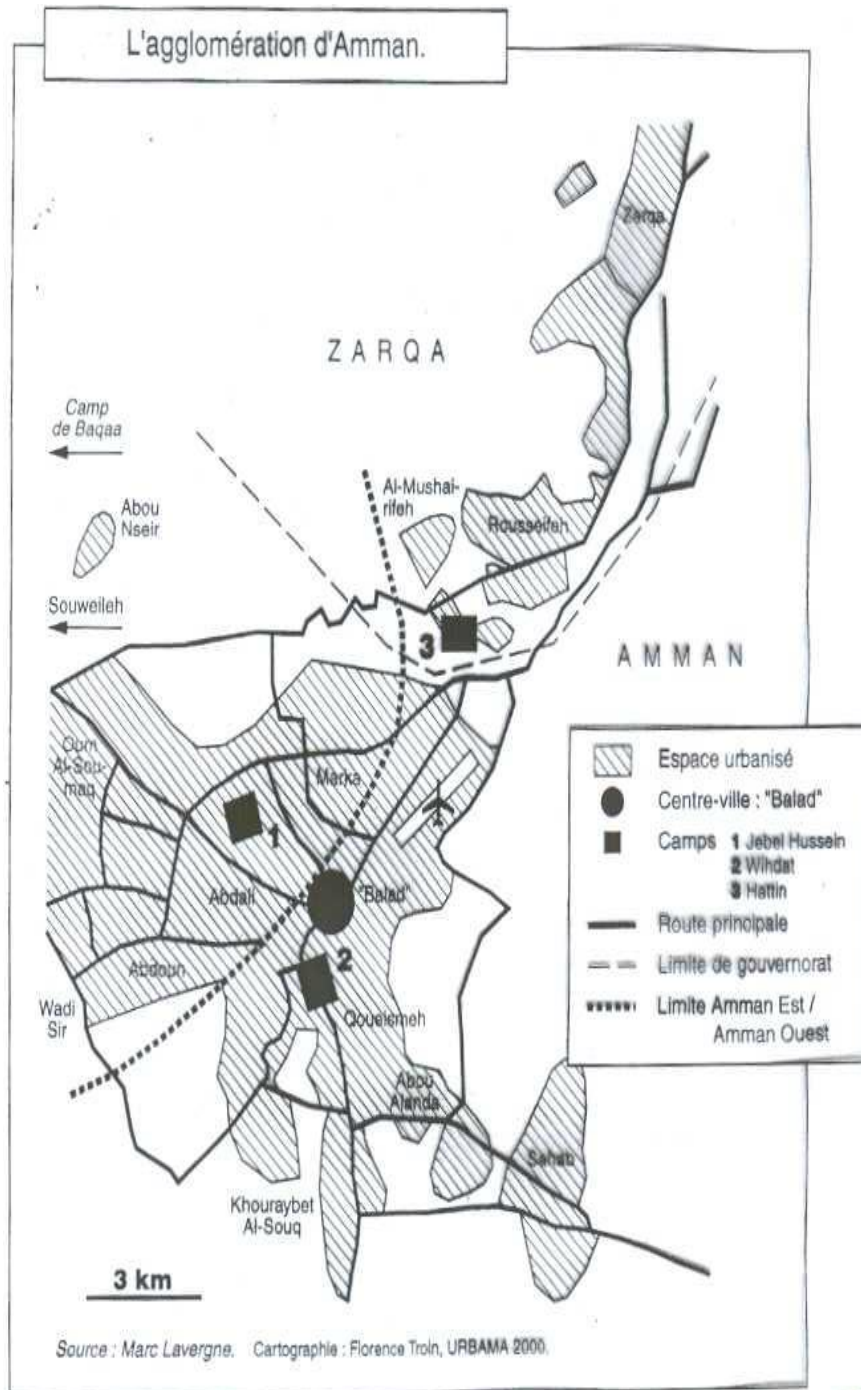 L'agglomération d'Amman.
Zarqa
ZARQA
Camp
de Baqaa
Al-Mushai-
rifeh
Abou
Nseir
Rousseifeh
Souweileh
3
AMMAN
Oum
Al-Sou-
maq
Marka
1
Abdali
"Balad"
2
Abdoun
Wadi
Sir
Qoueismeh
Abou
Alanda
Sahab
Khouraybet
Al-Souq
Espace urbanisé
Centre-ville : "Balad"
Camps 1 Jebel Hussein
2 Wihdat
3 Hattin
Route principale
Limite de gouvernorat
Limite Amman Est /
Amman Ouest
3 km
Source : Marc Lavergne. Cartographie : Florence Troin, URBAMA 2000.